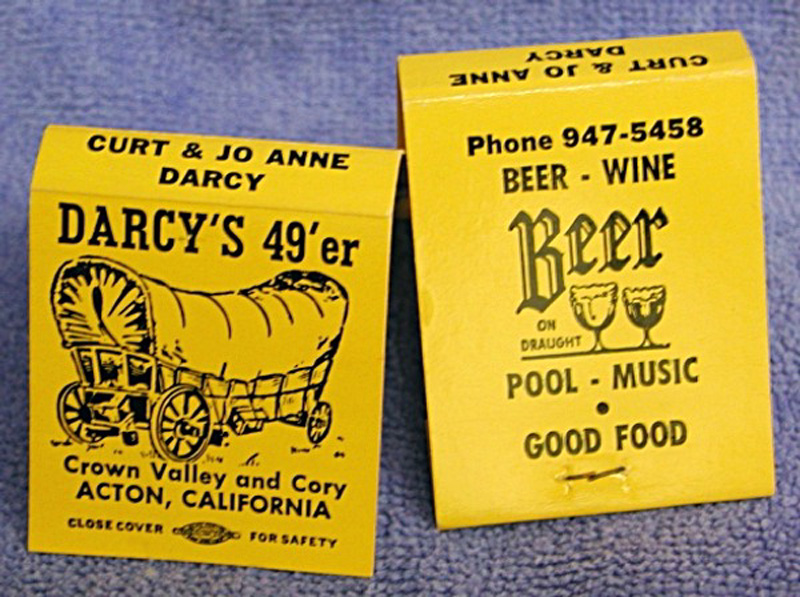 CURT & JO ANNE
DARCY
DARCY'S 49'er
Crown Valley and Cory
ACTON, CALIFORNIA
CLOSE COVER FOR SAFETY
CURT & JO ANNE
DARCY
Phone 947-5458
BEER - WINE
Beer
ON
DRAUGHT
POOL - MUSIC
•
GOOD FOOD